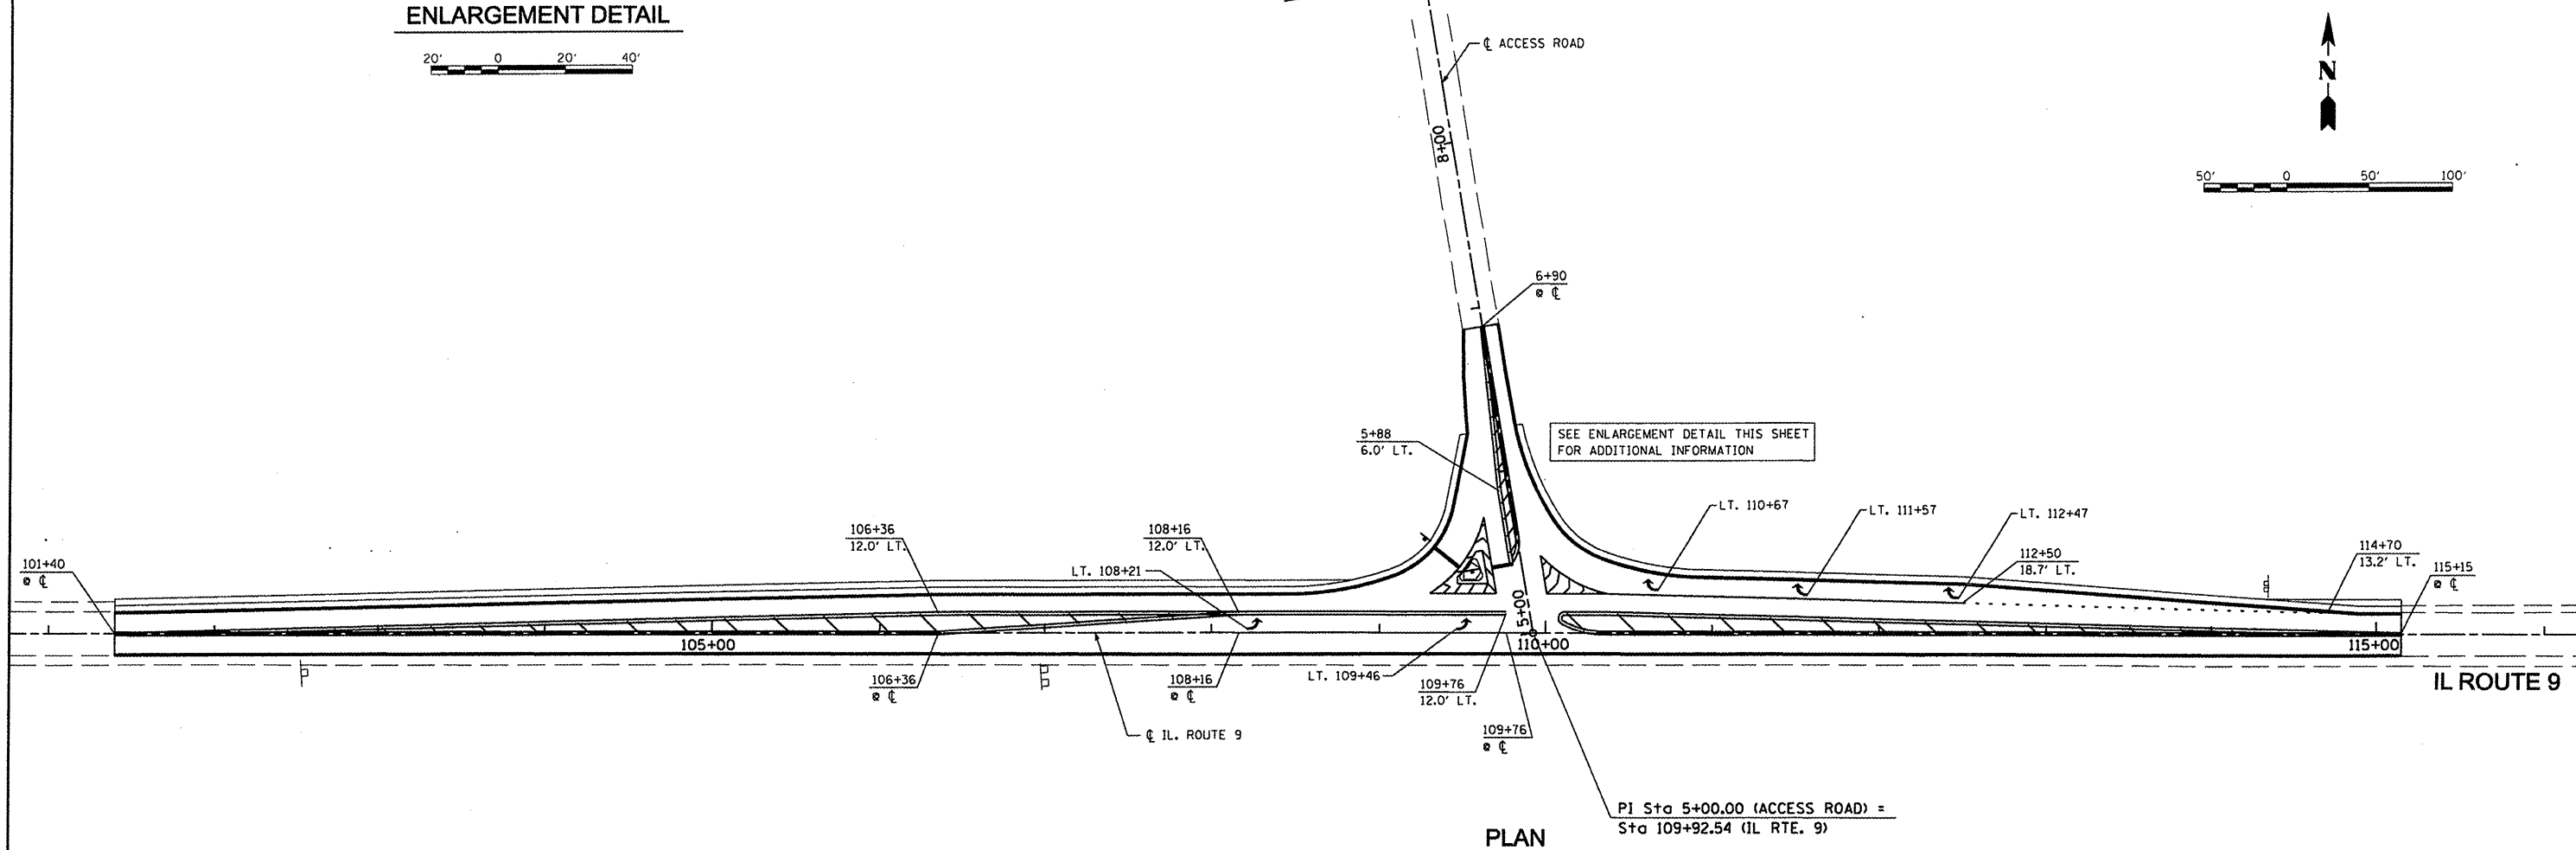 ENLARGEMENT DETAIL
20' 0 20' 40'
℄ ACCESS ROAD
N
50' 0 50' 100'
8+00
6+90
@ ℄
5+88
6.0' LT.
SEE ENLARGEMENT DETAIL THIS SHEET
FOR ADDITIONAL INFORMATION
101+40
@ ℄
106+36
12.0' LT.
LT. 108+21
108+16
12.0' LT.
LT. 110+67
LT. 111+57
LT. 112+47
112+50
18.7' LT.
114+70
13.2' LT.
115+15
@ ℄
5+00
105+00
110+00
115+00
106+36
@ ℄
108+16
@ ℄
LT. 109+46
109+76
12.0' LT.
109+76
@ ℄
℄ IL. ROUTE 9
IL ROUTE 9
PI Sta 5+00.00 (ACCESS ROAD) =
Sta 109+92.54 (IL RTE. 9)
PLAN